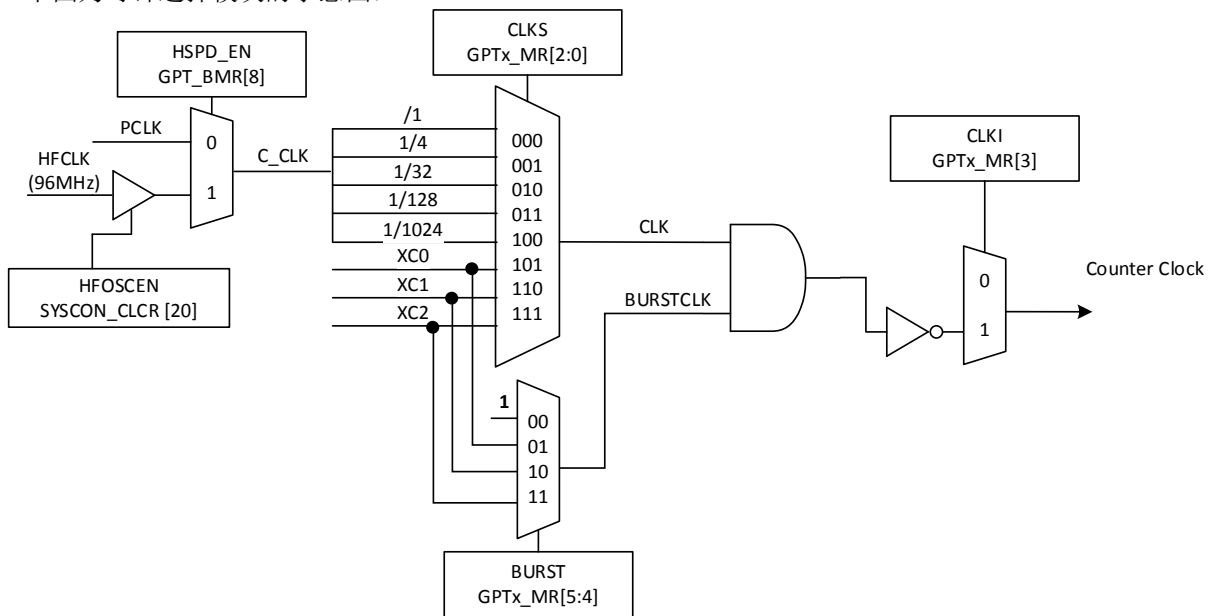 CLKS
GPTx_MR[2:0]
HSPD_EN
GPT_BMR[8]
PCLK
HFCLK
(96MHz)
0
1
C_CLK
HFOSCEN
SYSCON_CLCR [20]
/1
1/4
1/32
1/128
1/1024
XC0
XC1
XC2
000
001
010
011
100
101
110
111
CLK
BURSTCLK
CLKI
GPTx_MR[3]
0
1
Counter Clock
1
00
01
10
11
BURST
GPTx_MR[5:4]